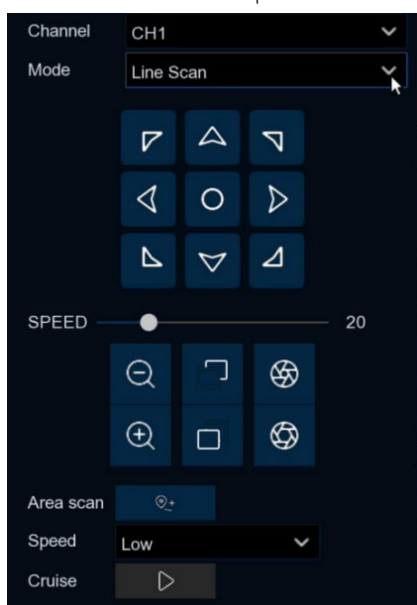 Channel CH1
Mode Line Scan
SPEED 20
Area scan
Speed Low
Cruise